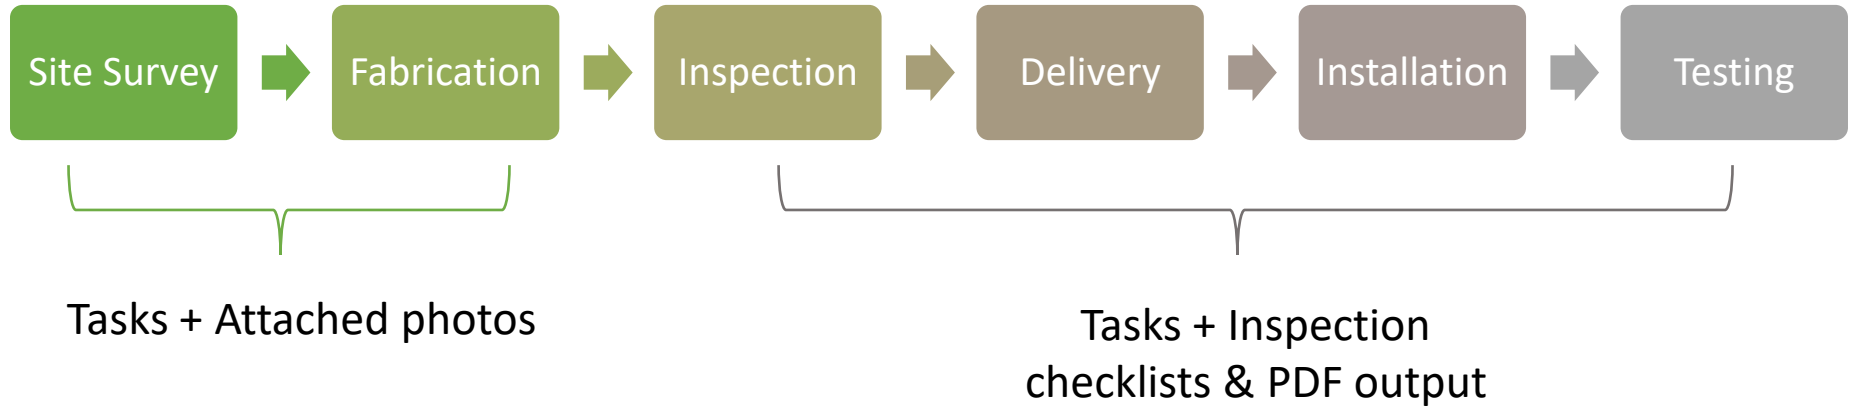 Site Survey
Fabrication
Inspection
Delivery
Installation
Testing
Tasks + Attached photos
Tasks + Inspection
checklists & PDF output